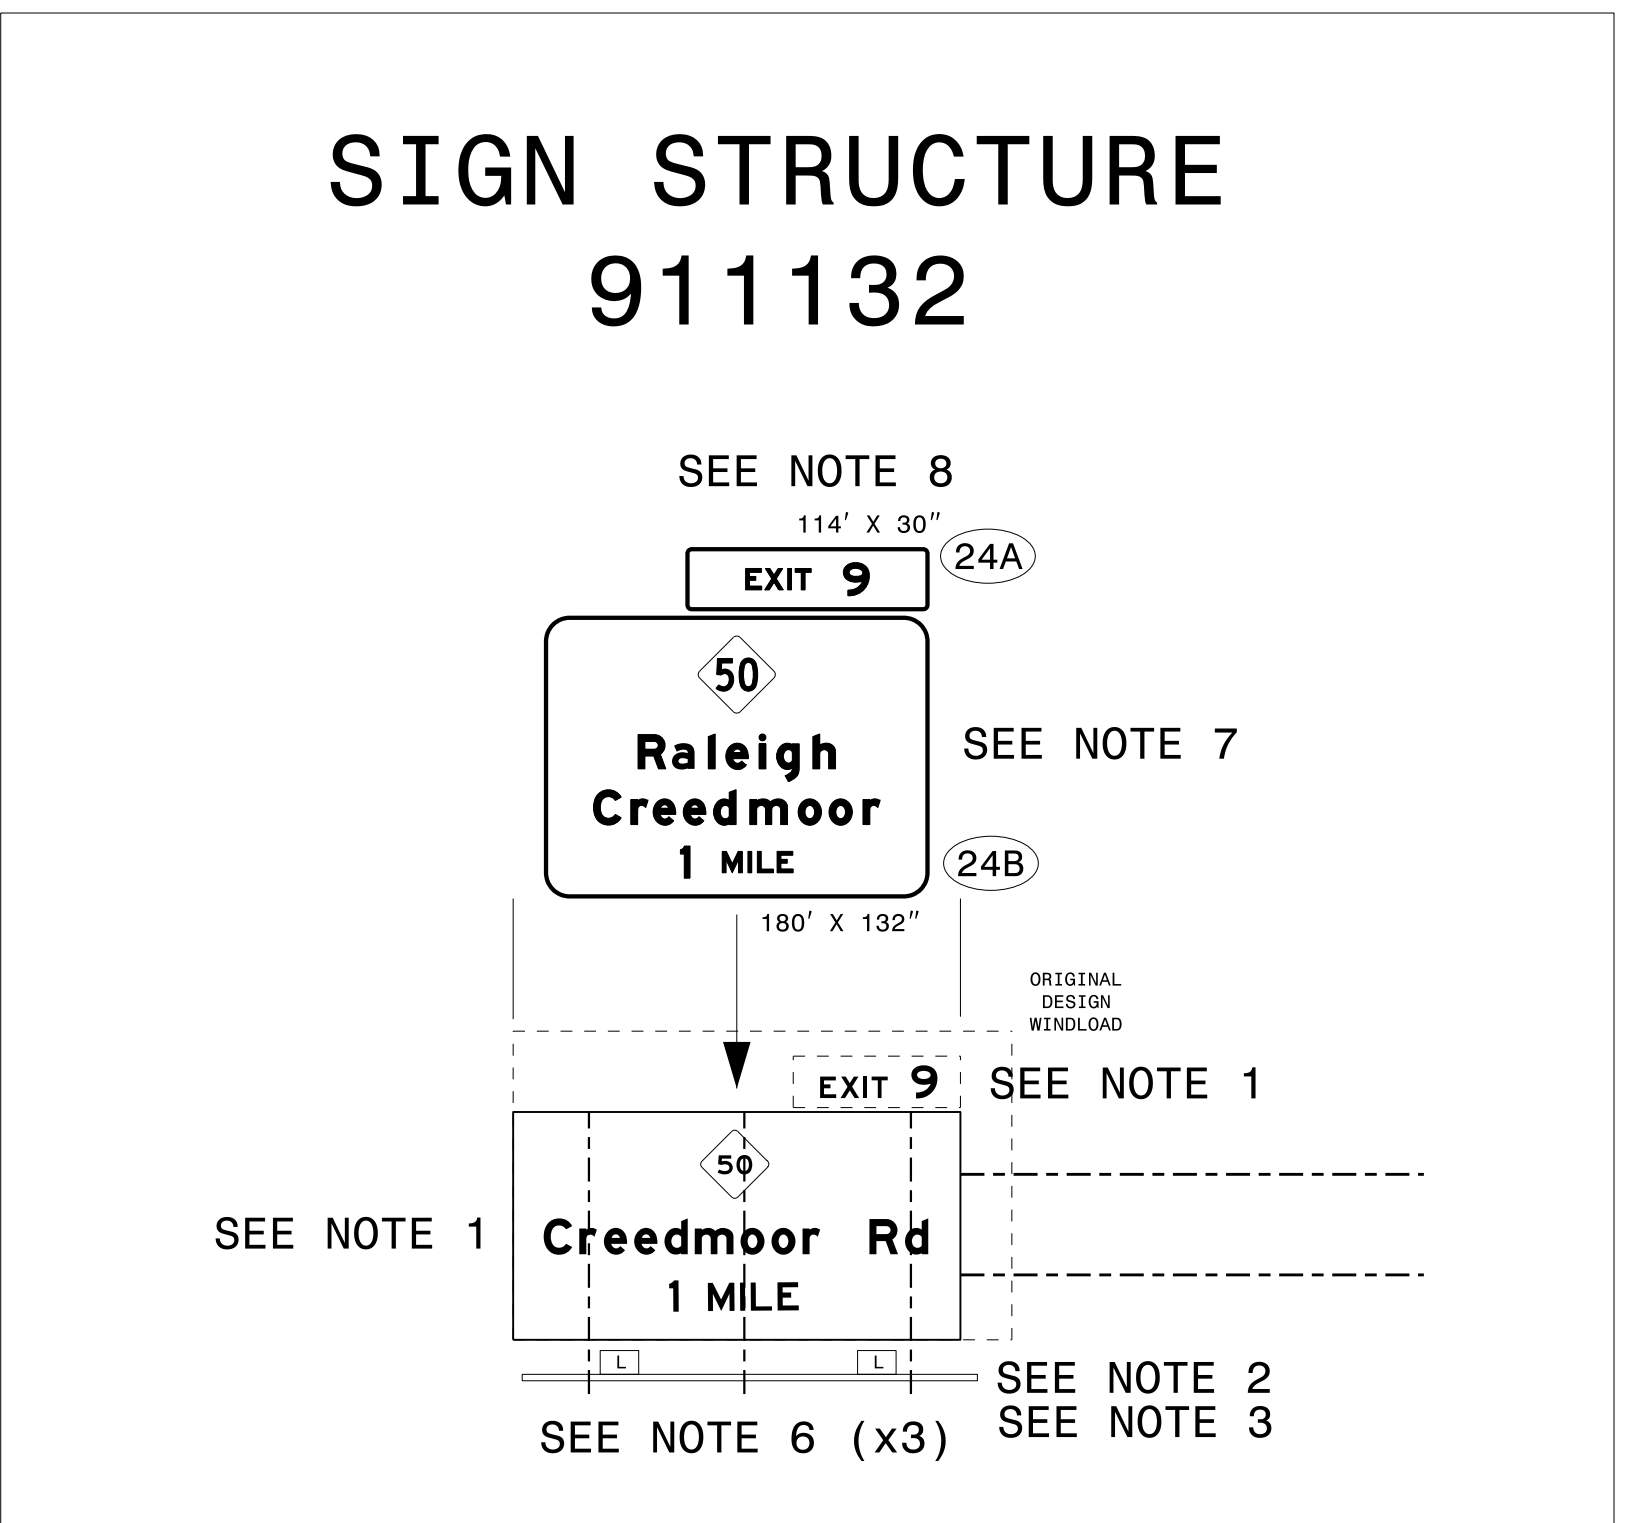 SIGN STRUCTURE
911132
SEE NOTE 8
114' X 30"
24A
EXIT 9
50
Raleigh
SEE NOTE 7
Creedmoor
1 MILE
24B
180' X 132"
ORIGINAL
DESIGN
WINDLOAD
EXIT 9
SEE NOTE 1
50
SEE NOTE 1
Creedmoor Rd
1 MILE
L
L
SEE NOTE 2
SEE NOTE 3
SEE NOTE 6 (x3)